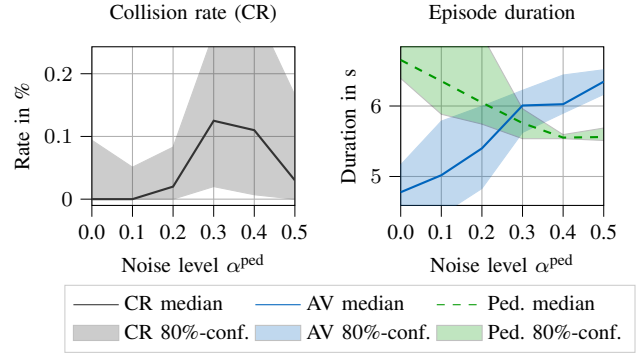 Collision rate (CR)
Episode duration
Rate in %
0.2
0.1
0
0.0 0.1 0.2 0.3 0.4 0.5
Noise level α^ped
Duration in s
6
5
0.0 0.1 0.2 0.3 0.4 0.5
Noise level α^ped
CR median AV median Ped. median
CR 80%-conf. AV 80%-conf. Ped. 80%-conf.